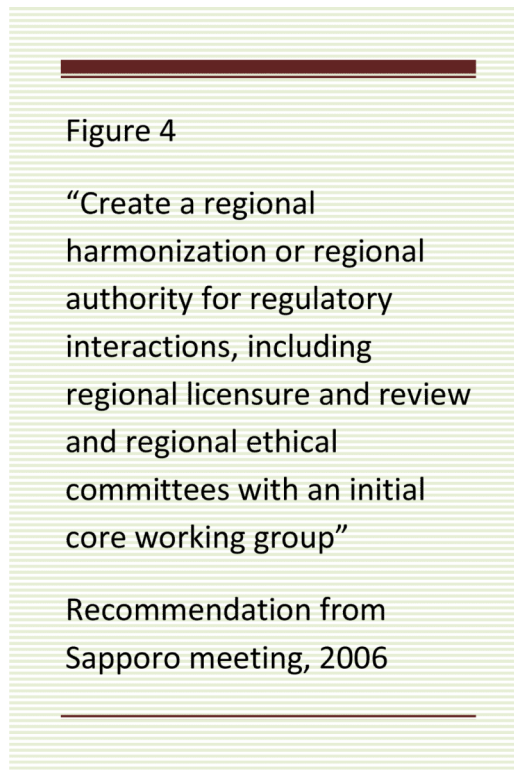 Figure 4
“Create a regional
harmonization or regional
authority for regulatory
interactions, including
regional licensure and review
and regional ethical
committees with an initial
core working group”
Recommendation from
Sapporo meeting, 2006